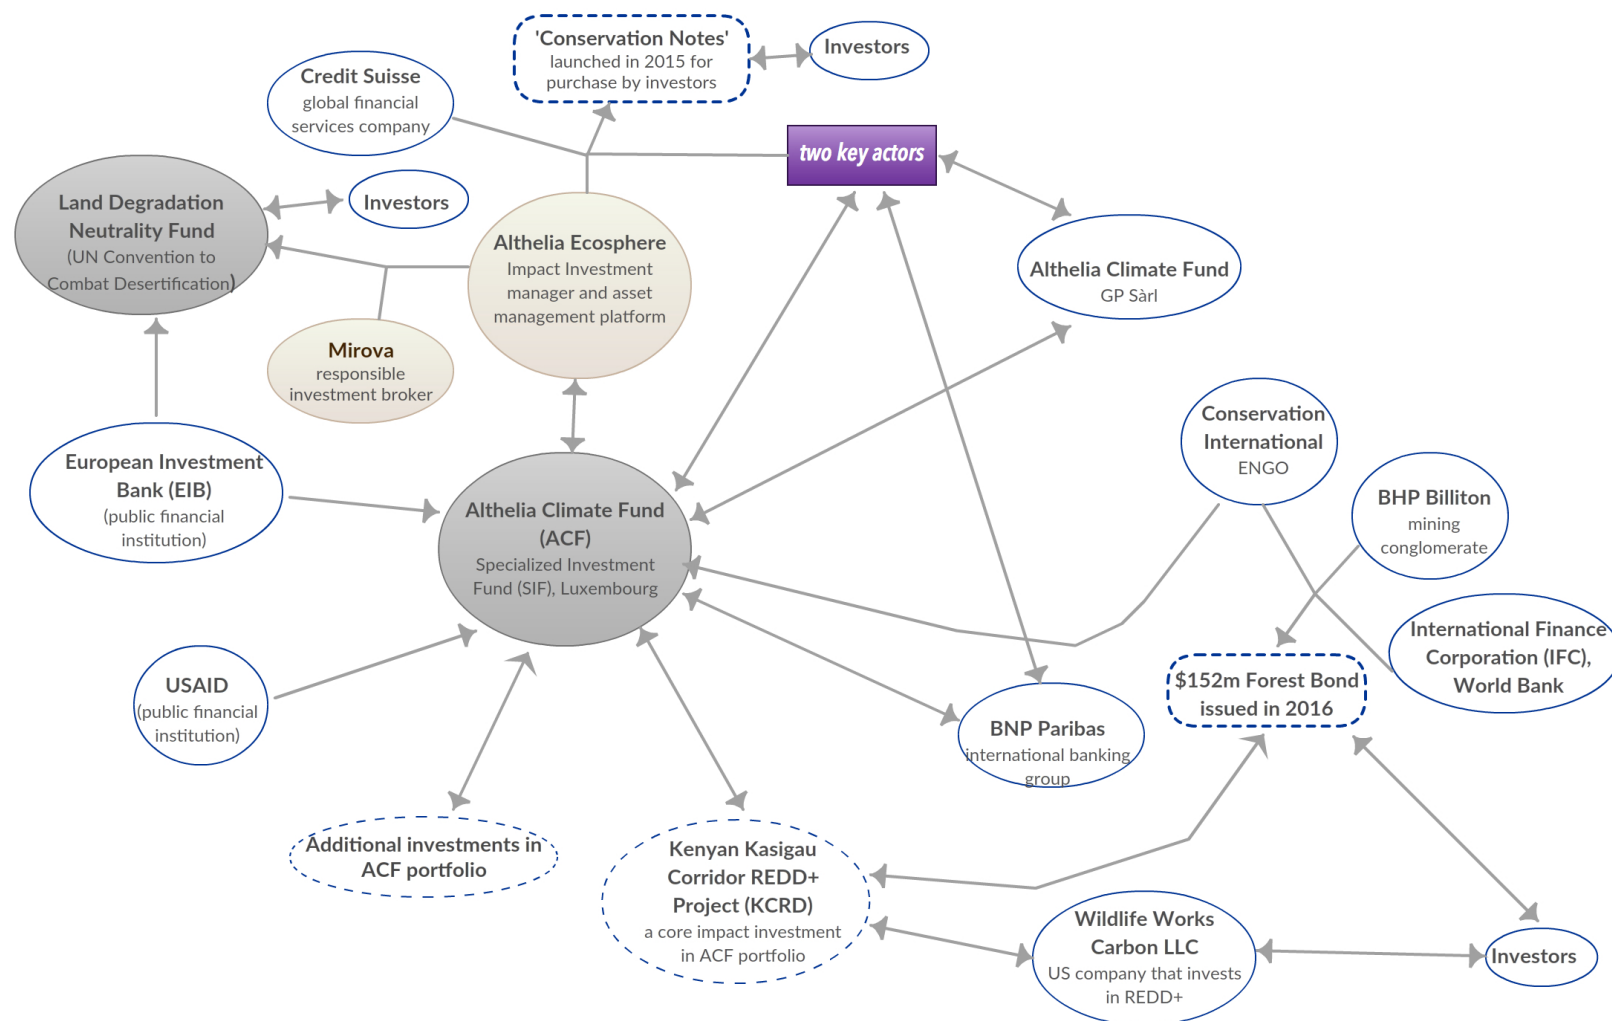 'Conservation Notes'
launched in 2015 for
purchase by investors
Investors
Credit Suisse
global financial
services company
two key actors
Land Degradation
Neutrality Fund
(UN Convention to
Combat Desertification)
Investors
Althelia Ecosphere
Impact Investment
manager and asset
management platform
Althelia Climate Fund
GP Sàrl
Mirova
responsible
investment broker
Conservation
International
ENGO
European Investment
Bank (EIB)
(public financial
institution)
BHP Billiton
mining
conglomerate
Althelia Climate Fund
(ACF)
Specialized Investment
Fund (SIF), Luxembourg
International Finance
Corporation (IFC),
World Bank
USAID
(public financial
institution)
$152m Forest Bond
issued in 2016
BNP Paribas
international banking
group
Additional investments in
ACF portfolio
Kenyan Kasigau
Corridor REDD+
Project (KCRD)
a core impact investment
in ACF portfolio
Wildlife Works
Carbon LLC
US company that invests
in REDD+
Investors